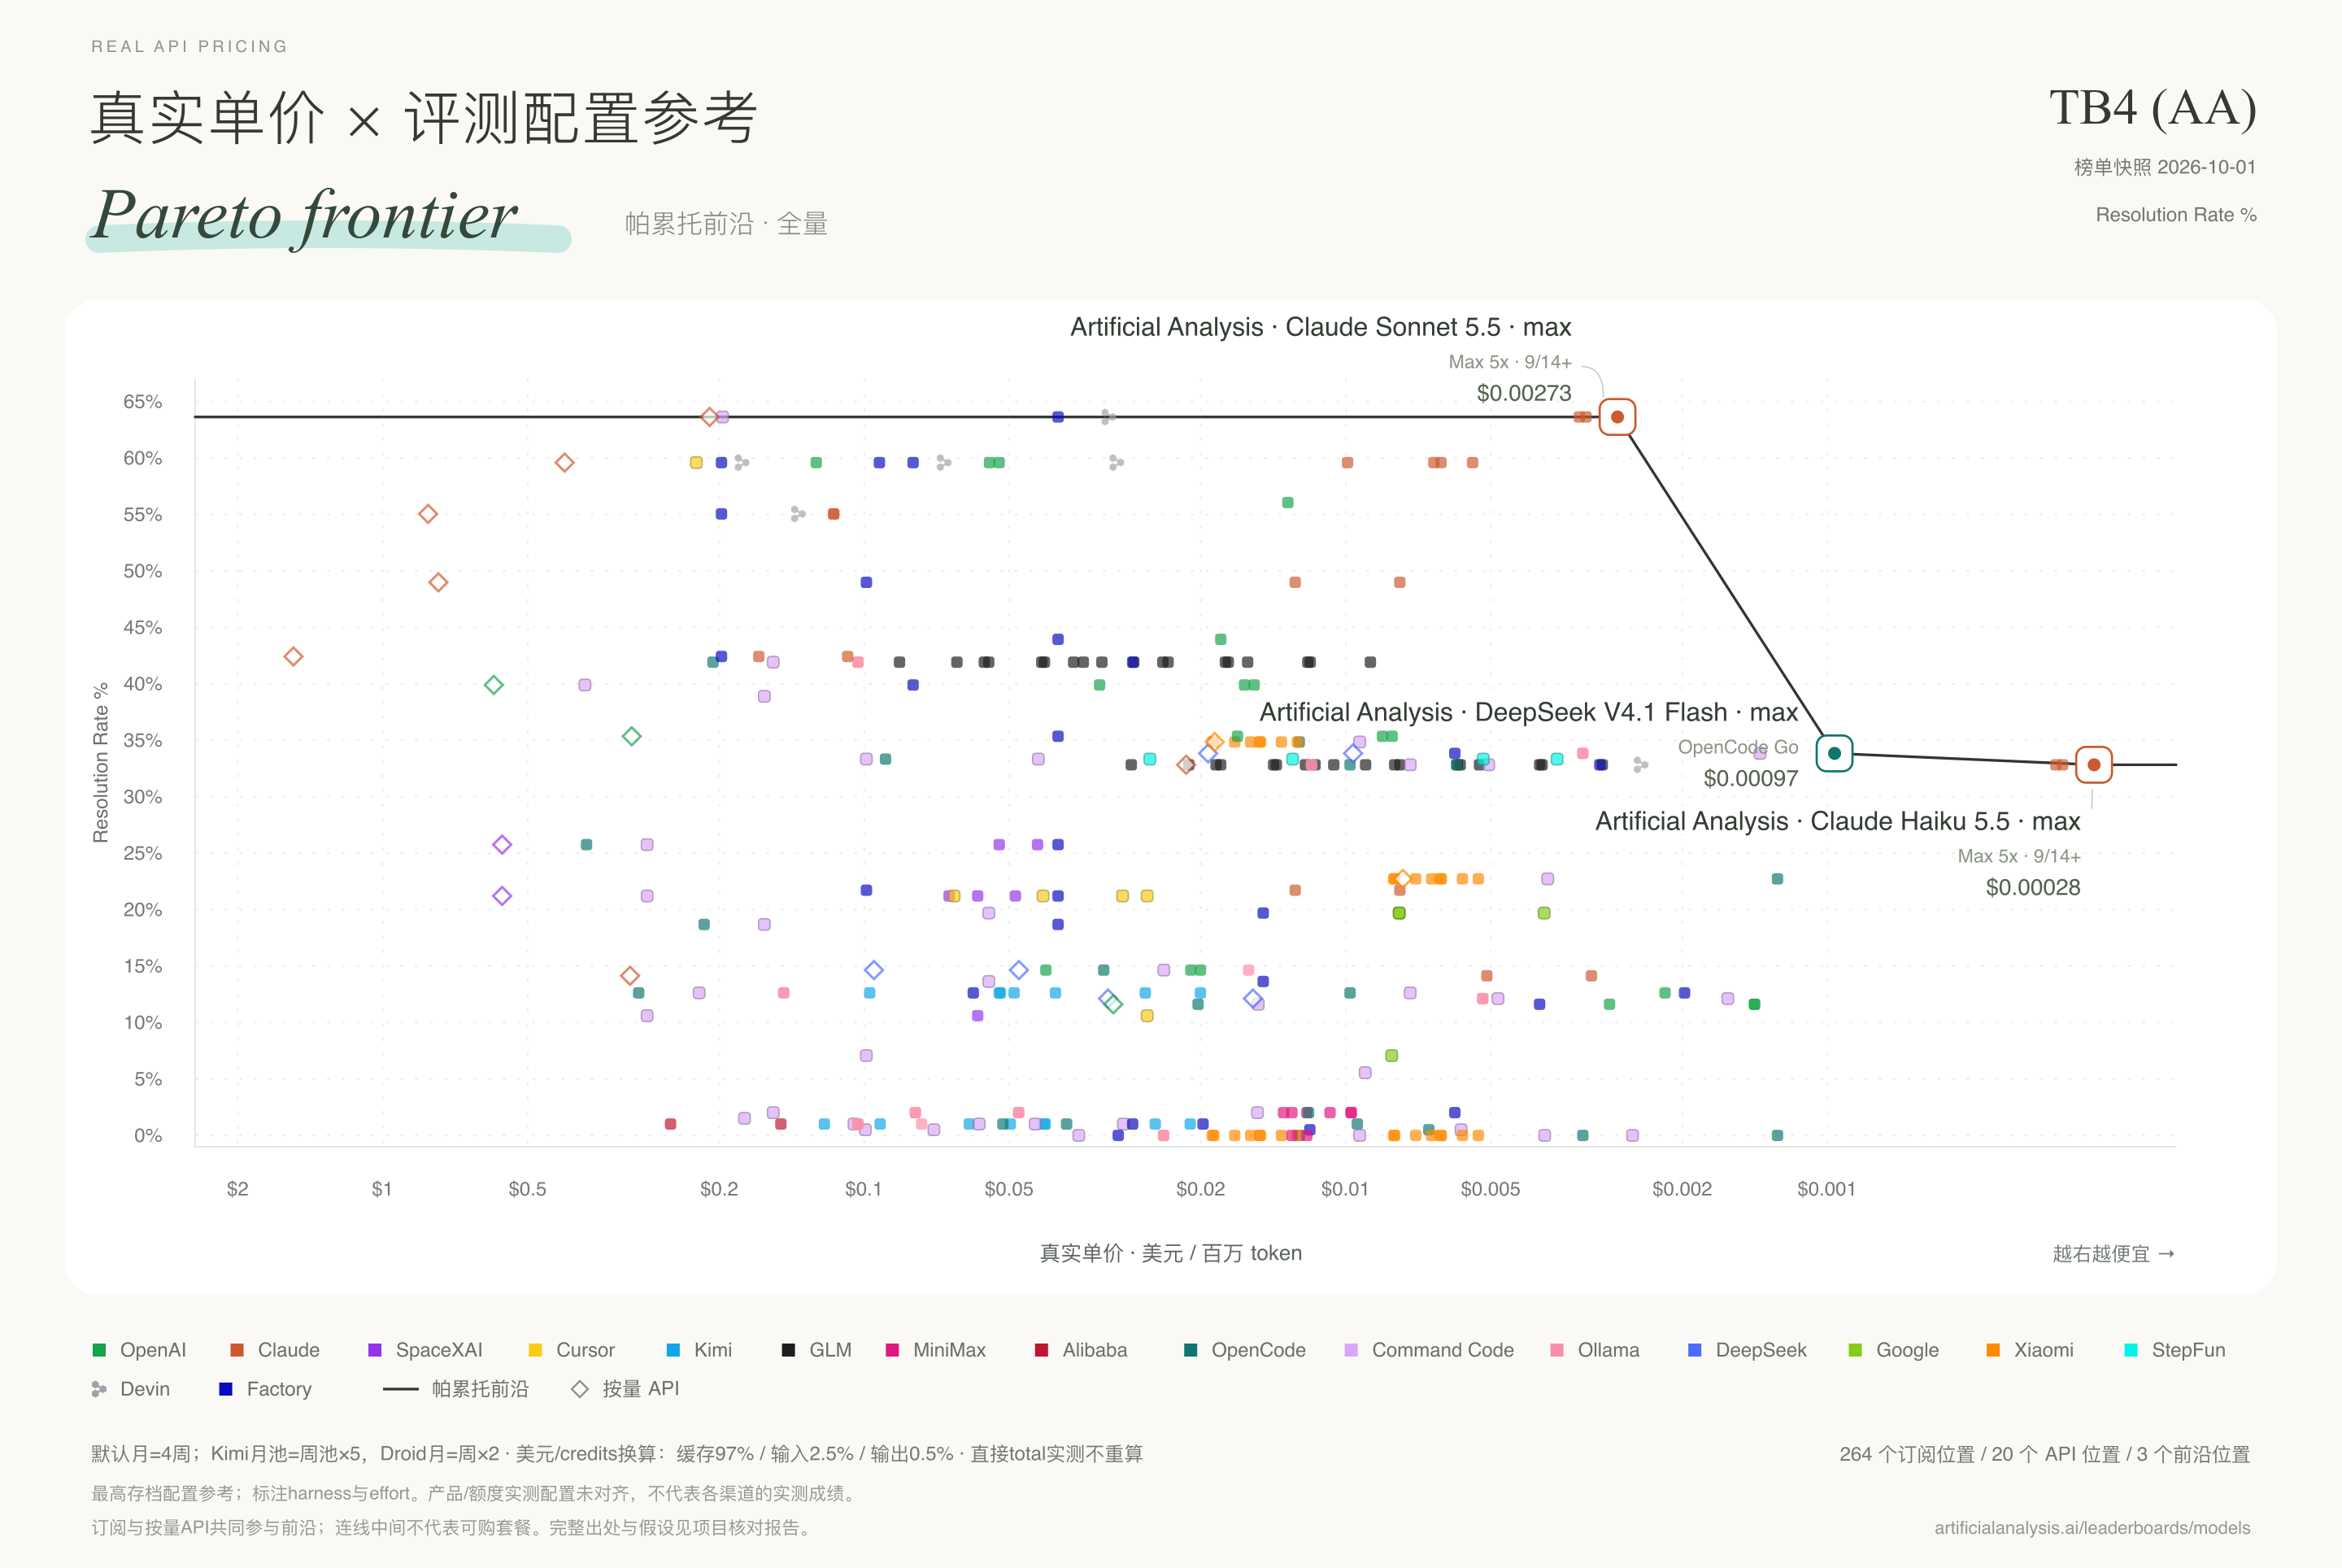 REAL API PRICING
真实单价 × 评测配置参考
TB4 (AA)
榜单快照 2026-10-01
Pareto frontier
帕累托前沿 · 全量
Resolution Rate %
Artificial Analysis · Claude Sonnet 5.5 · max
Max 5x · 9/14+
$0.00273
Artificial Analysis · DeepSeek V4.1 Flash · max
OpenCode Go
$0.00097
Artificial Analysis · Claude Haiku 5.5 · max
Max 5x · 9/14+
$0.00028
Resolution Rate %
65%
60%
55%
50%
45%
40%
35%
30%
25%
20%
15%
10%
5%
0%
$2 $1 $0.5 $0.2 $0.1 $0.05 $0.02 $0.01 $0.005 $0.002 $0.001
真实单价 · 美元 / 百万 token
越右越便宜 →
OpenAI Claude SpaceXAI Cursor Kimi GLM MiniMax Alibaba OpenCode Command Code Ollama DeepSeek Google Xiaomi StepFun
Devin Factory 帕累托前沿 按量 API
默认月=4周；Kimi月池=周池×5，Droid月=周×2 · 美元/credits换算：缓存97% / 输入2.5% / 输出0.5% · 直接total实测不重算
264 个订阅位置 / 20 个 API 位置 / 3 个前沿位置
最高存档配置参考；标注harness与effort。产品/额度实测配置未对齐，不代表各渠道的实测成绩。
订阅与按量API共同参与前沿；连线中间不代表可购套餐。完整出处与假设见项目核对报告。
artificialanalysis.ai/leaderboards/models